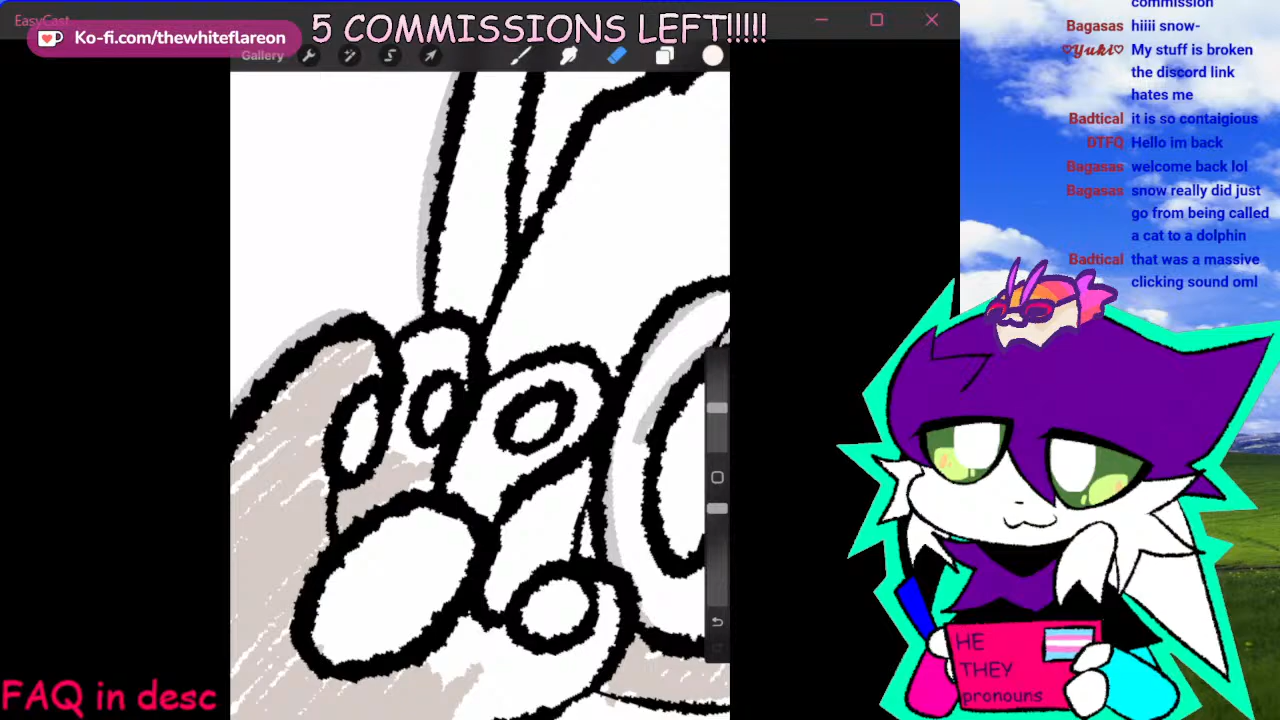 EasyCast
Ko-fi.com/thewhiteflareon
5 COMMISSIONS LEFT!!!!!
Gallery
commission
Bagasas hiiii snow-
♡𝓨𝓾𝓴𝓲♡ My stuff is broken
the discord link
hates me
Badtical it is so contaigious
DTFQ Hello im back
Bagasas welcome back lol
Bagasas snow really did just
go from being called
a cat to a dolphin
Badtical that was a massive
clicking sound oml
HE
THEY
pronouns
FAQ in desc